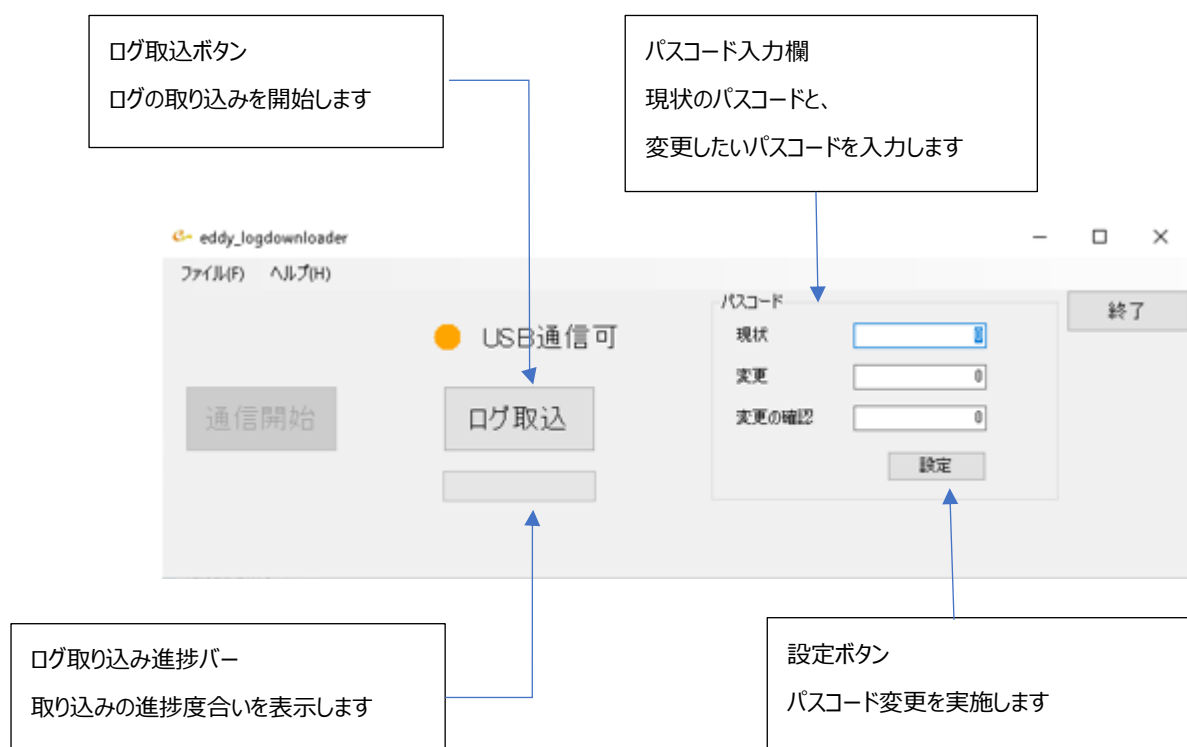 ログ取込ボタン
ログの取り込みを開始します
パスコード入力欄
現状のパスコードと、
変更したいパスコードを入力します
eddy_logdownloader
ファイル(F) ヘルプ(H)
終了
USB通信可
パスコード
現状 0
変更 0
変更の確認 0
通信開始
ログ取込
設定
ログ取り込み進捗バー
取り込みの進捗度合いを表示します
設定ボタン
パスコード変更を実施します